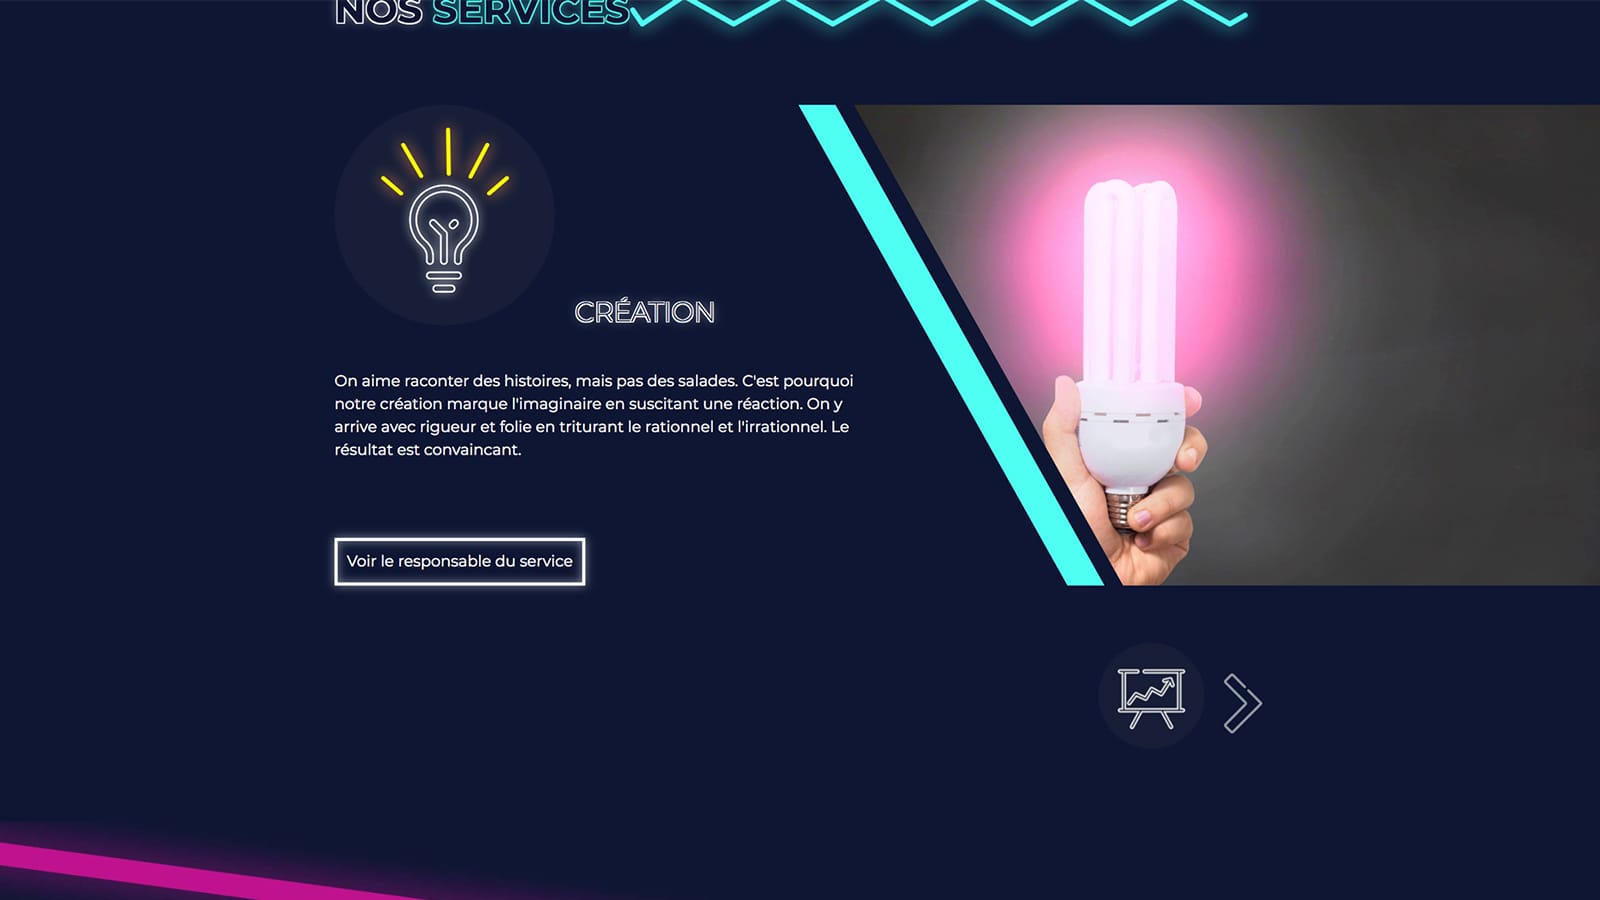 NOS SERVICES
CRÉATION
On aime raconter des histoires, mais pas des salades. C'est pourquoi
notre création marque l'imaginaire en suscitant une réaction. On y
arrive avec rigueur et folie en triturant le rationnel et l'irrationnel. Le
résultat est convaincant.
Voir le responsable du service